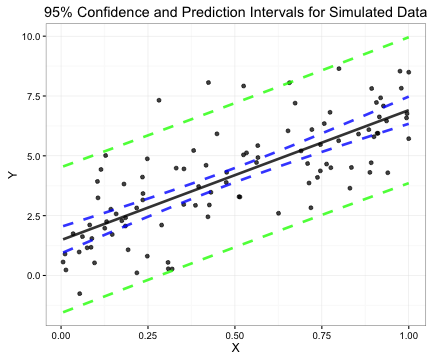 95% Confidence and Prediction Intervals for Simulated Data
10.0
7.5
5.0
2.5
0.0
Y
0.00 0.25 0.50 0.75 1.00
X